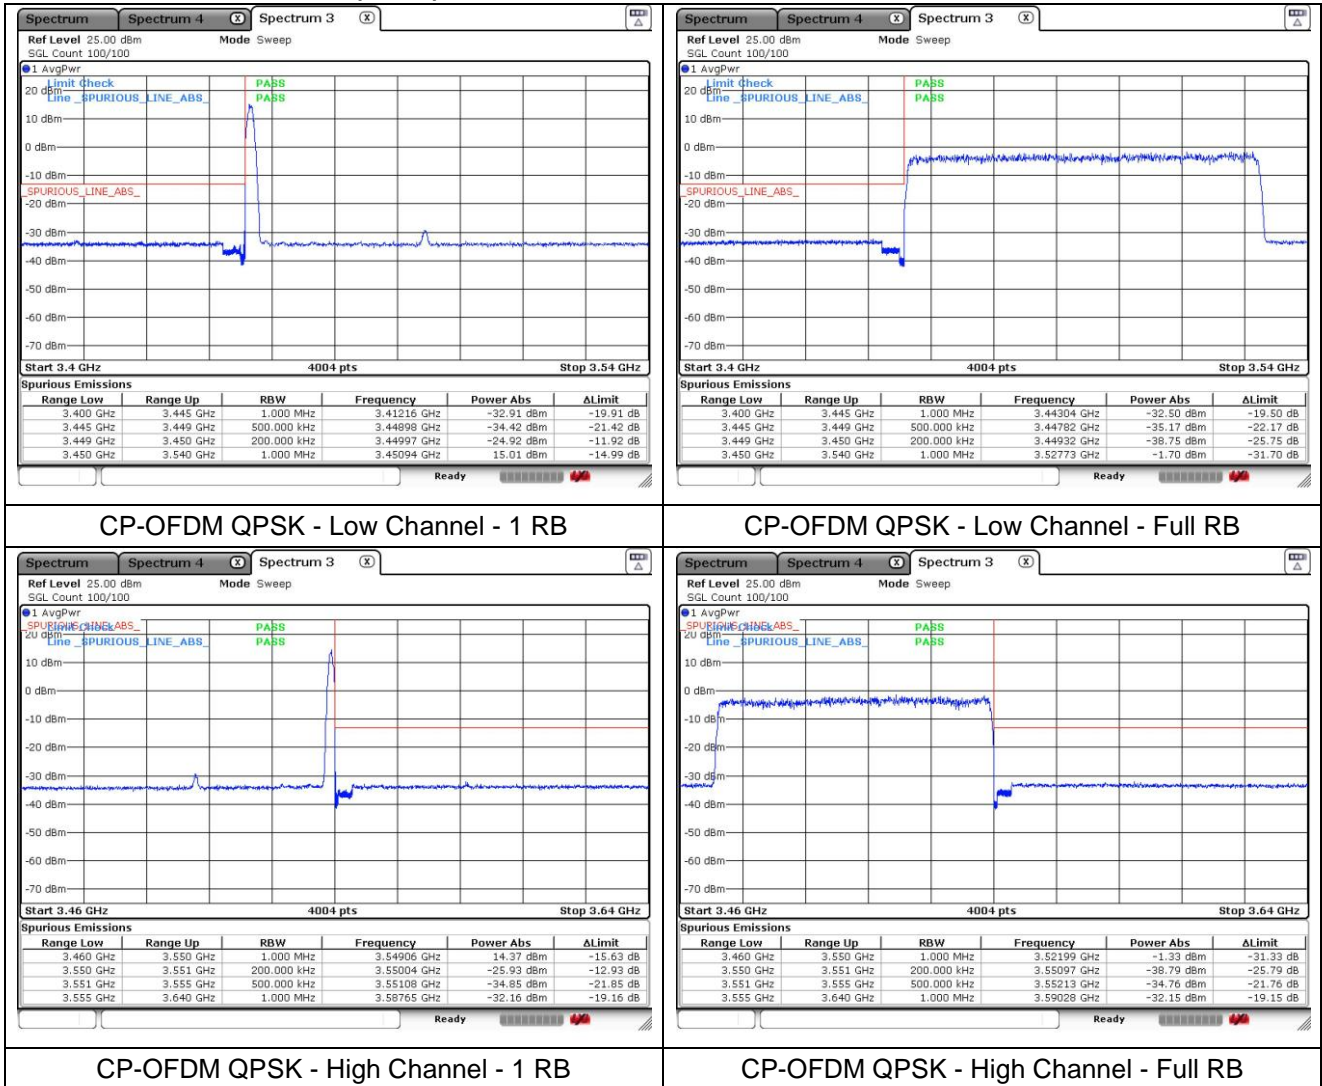 Spectrum Spectrum 4 X Spectrum 3 X
Ref Level 25.00 dBm Mode Sweep
SGL Count 100/100
1 AvgPwr
Limit Check PASS
20 dBm
Line _SPURIOUS_LINE_ABS_ PASS
10 dBm
0 dBm
-10 dBm
_SPURIOUS_LINE_ABS_
-20 dBm
-30 dBm
-40 dBm
-50 dBm
-60 dBm
-70 dBm
Start 3.4 GHz 4004 pts Stop 3.54 GHz
Spurious Emissions
Range Low Range Up RBW Frequency Power Abs ΔLimit
3.400 GHz 3.445 GHz 1.000 MHz 3.41216 GHz -32.91 dBm -19.91 dB
3.445 GHz 3.449 GHz 500.000 kHz 3.44898 GHz -34.42 dBm -21.42 dB
3.449 GHz 3.450 GHz 200.000 kHz 3.44997 GHz -24.92 dBm -11.92 dB
3.450 GHz 3.540 GHz 1.000 MHz 3.45094 GHz 15.01 dBm -14.99 dB
Ready
CP-OFDM QPSK - Low Channel - 1 RB
Spectrum Spectrum 4 X Spectrum 3 X
Ref Level 25.00 dBm Mode Sweep
SGL Count 100/100
1 AvgPwr
Limit Check PASS
20 dBm
Line _SPURIOUS_LINE_ABS_ PASS
10 dBm
0 dBm
-10 dBm
_SPURIOUS_LINE_ABS_
-20 dBm
-30 dBm
-40 dBm
-50 dBm
-60 dBm
-70 dBm
Start 3.4 GHz 4004 pts Stop 3.54 GHz
Spurious Emissions
Range Low Range Up RBW Frequency Power Abs ΔLimit
3.400 GHz 3.445 GHz 1.000 MHz 3.44304 GHz -32.50 dBm -19.50 dB
3.445 GHz 3.449 GHz 500.000 kHz 3.44782 GHz -35.17 dBm -22.17 dB
3.449 GHz 3.450 GHz 200.000 kHz 3.44932 GHz -38.75 dBm -25.75 dB
3.450 GHz 3.540 GHz 1.000 MHz 3.52773 GHz -1.70 dBm -31.70 dB
Ready
CP-OFDM QPSK - Low Channel - Full RB
Spectrum Spectrum 4 X Spectrum 3 X
Ref Level 25.00 dBm Mode Sweep
SGL Count 100/100
1 AvgPwr
_SPURIOUS_LINE_ABS_
Limit Check PASS
20 dBm
Line _SPURIOUS_LINE_ABS_ PASS
10 dBm
0 dBm
-10 dBm
-20 dBm
-30 dBm
-40 dBm
-50 dBm
-60 dBm
-70 dBm
Start 3.46 GHz 4004 pts Stop 3.64 GHz
Spurious Emissions
Range Low Range Up RBW Frequency Power Abs ΔLimit
3.460 GHz 3.550 GHz 1.000 MHz 3.54906 GHz 14.37 dBm -15.63 dB
3.550 GHz 3.551 GHz 200.000 kHz 3.55004 GHz -25.93 dBm -12.93 dB
3.551 GHz 3.555 GHz 500.000 kHz 3.55108 GHz -34.85 dBm -21.85 dB
3.555 GHz 3.640 GHz 1.000 MHz 3.58765 GHz -32.16 dBm -19.16 dB
Ready
CP-OFDM QPSK - High Channel - 1 RB
Spectrum Spectrum 4 X Spectrum 3 X
Ref Level 25.00 dBm Mode Sweep
SGL Count 100/100
1 AvgPwr
_SPURIOUS_LINE_ABS_
Limit Check PASS
20 dBm
Line _SPURIOUS_LINE_ABS_ PASS
10 dBm
0 dBm
-10 dBm
-20 dBm
-30 dBm
-40 dBm
-50 dBm
-60 dBm
-70 dBm
Start 3.46 GHz 4004 pts Stop 3.64 GHz
Spurious Emissions
Range Low Range Up RBW Frequency Power Abs ΔLimit
3.460 GHz 3.550 GHz 1.000 MHz 3.52199 GHz -1.33 dBm -31.33 dB
3.550 GHz 3.551 GHz 200.000 kHz 3.55097 GHz -38.79 dBm -25.79 dB
3.551 GHz 3.555 GHz 500.000 kHz 3.55213 GHz -34.76 dBm -21.76 dB
3.555 GHz 3.640 GHz 1.000 MHz 3.59028 GHz -32.15 dBm -19.15 dB
Ready
CP-OFDM QPSK - High Channel - Full RB